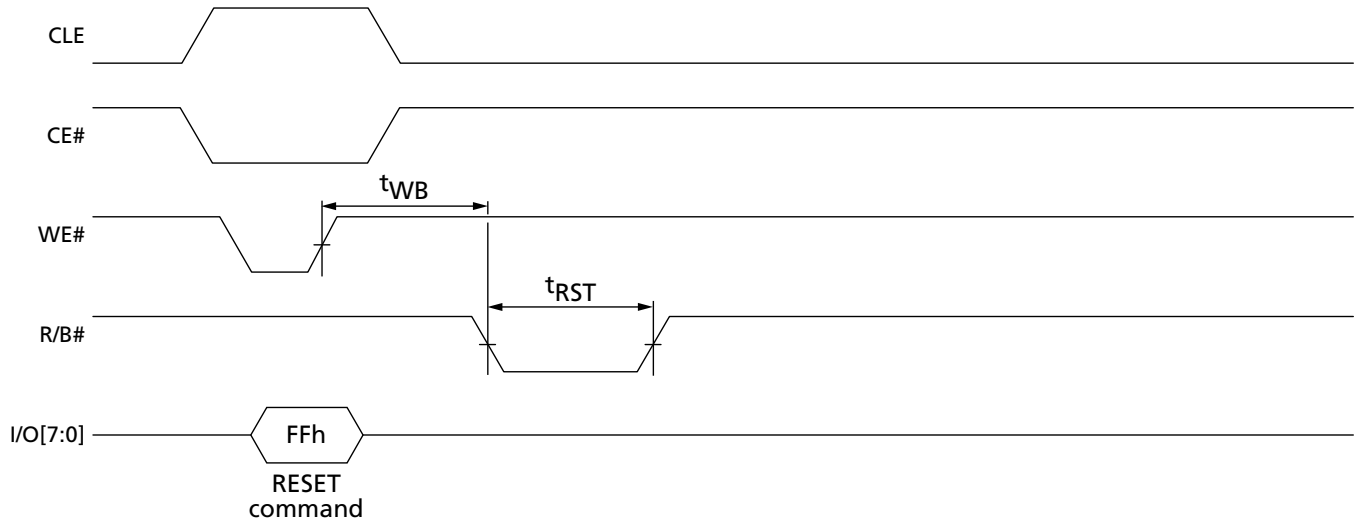 CLE
CE#
tWB
WE#
tRST
R/B#
I/O[7:0]
FFh
RESET
command